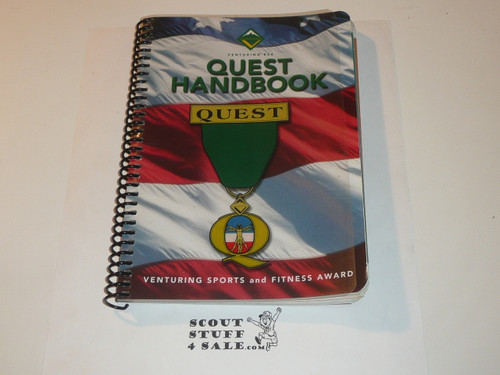 VENTURING BSA
QUEST
HANDBOOK
QUEST
Q
VENTURING SPORTS and FITNESS AWARD
SCOUT
STUFF
4 SALE.com